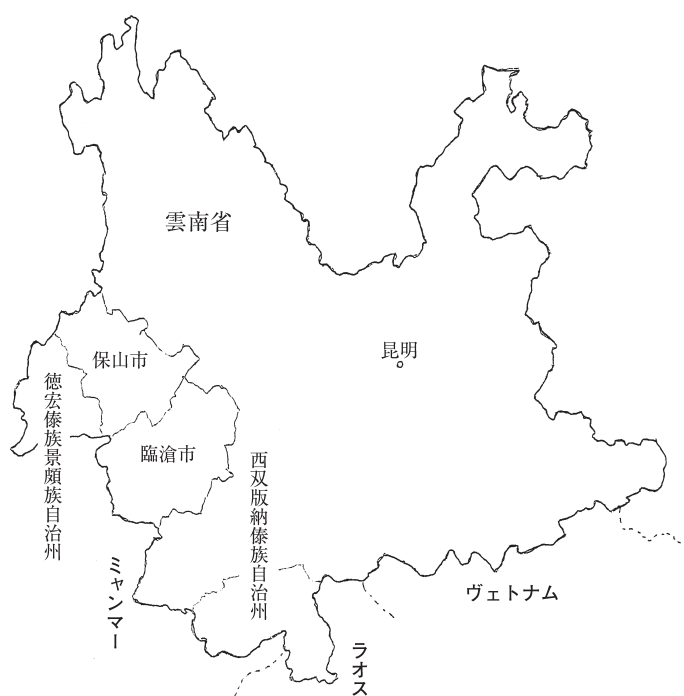 雲南省
昆明
保山市
徳宏傣族景頗族自治州
臨滄市
西双版納傣族自治州
ミャンマー
ヴェトナム
ラオス